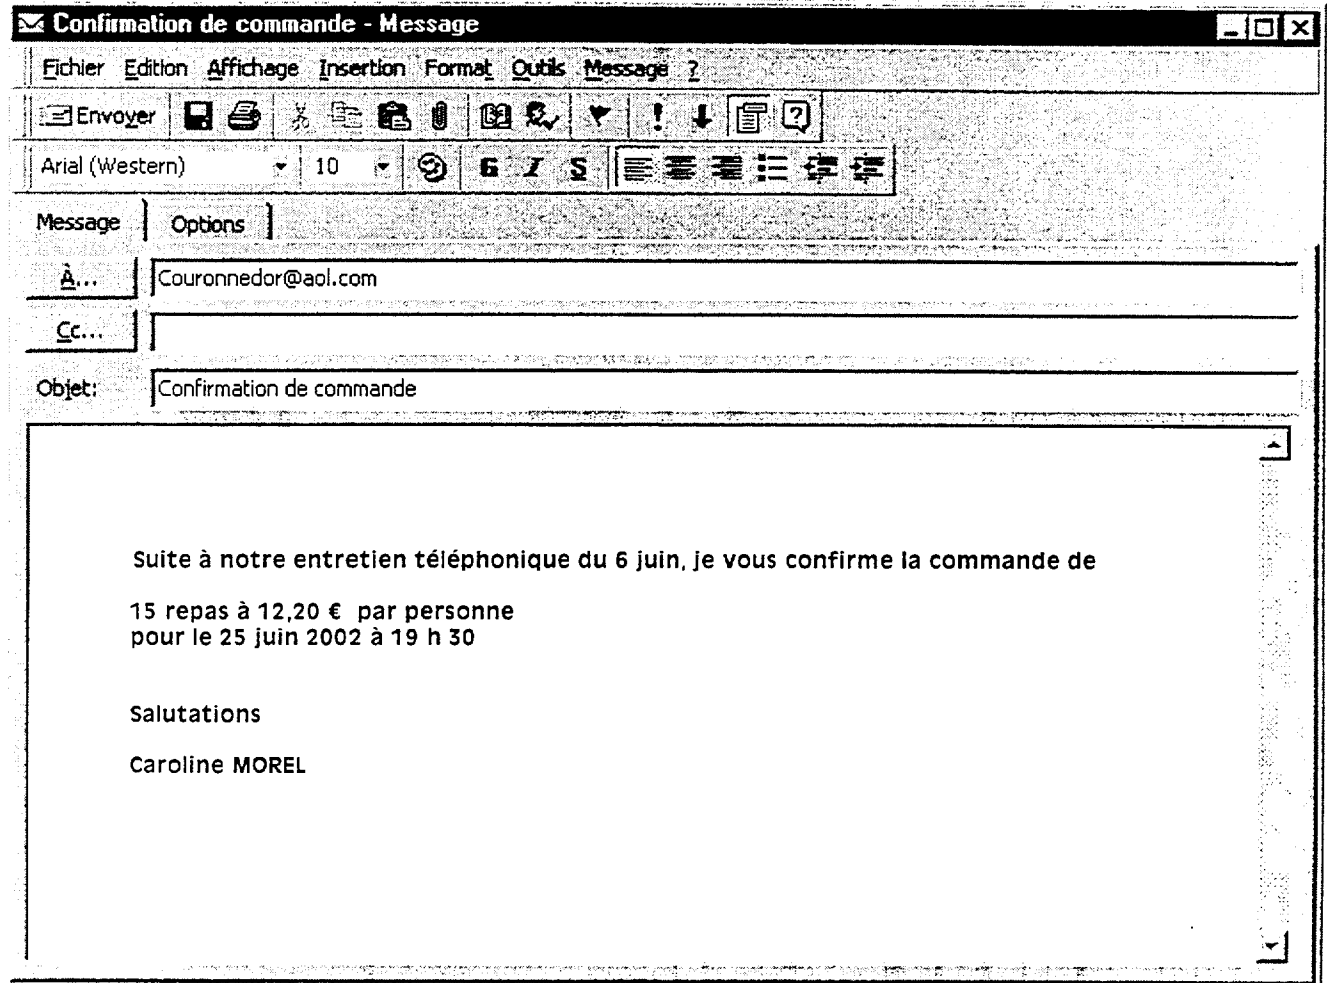 Confirmation de commande - Message
Fichier Edition Affichage Insertion Format Outils Message ?
Envoyer
Arial (Western) 10 G I S
Message Options
À... Couronnedor@aol.com
Cc...
Objet: Confirmation de commande
Suite à notre entretien téléphonique du 6 juin, je vous confirme la commande de
15 repas à 12,20 € par personne
pour le 25 juin 2002 à 19 h 30
Salutations
Caroline MOREL